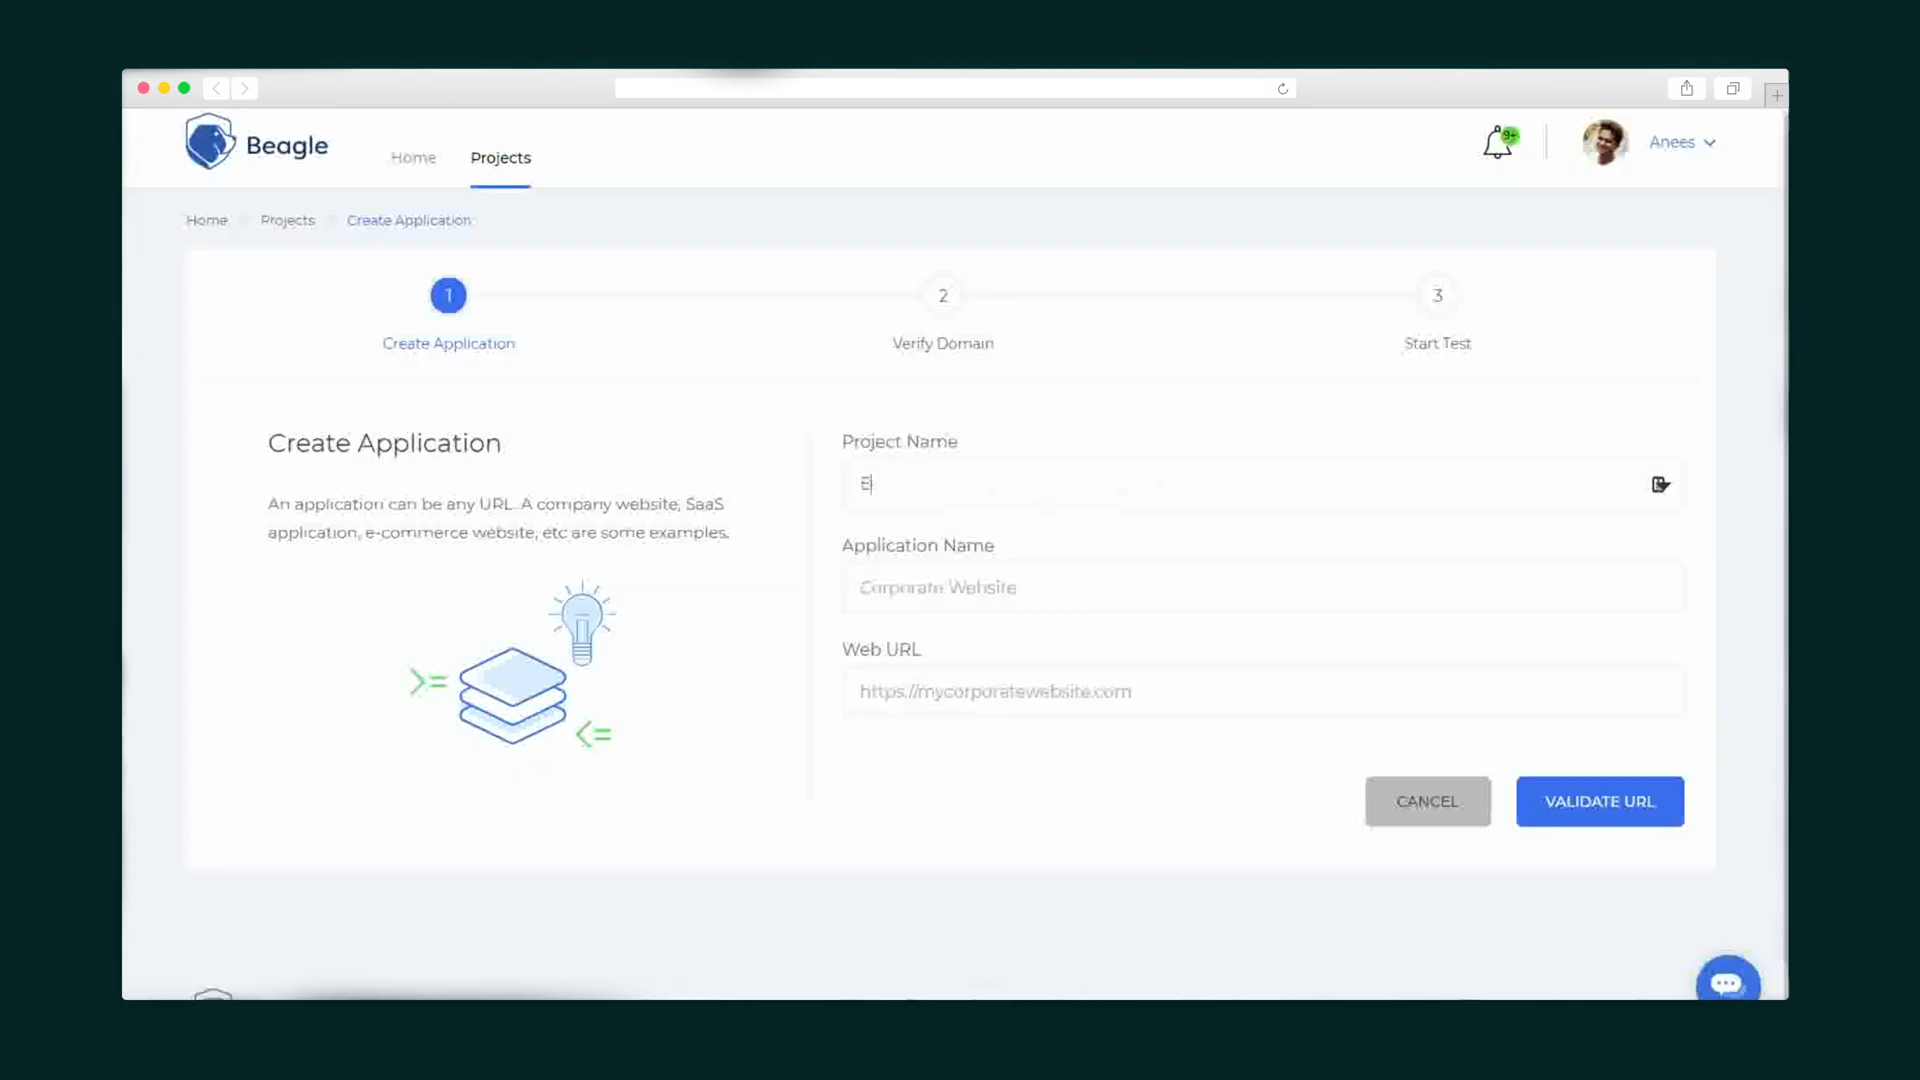 Beagle
Home
Projects
9+
Anees
Home
Projects
Create Application
1
2
3
Create Application
Verify Domain
Start Test
Create Application
An application can be any URL. A company website, SaaS
application, e-commerce website, etc are some examples.
Project Name
Application Name
Corporate Website
Web URL
https://mycorporatewebsite.com
CANCEL
VALIDATE URL